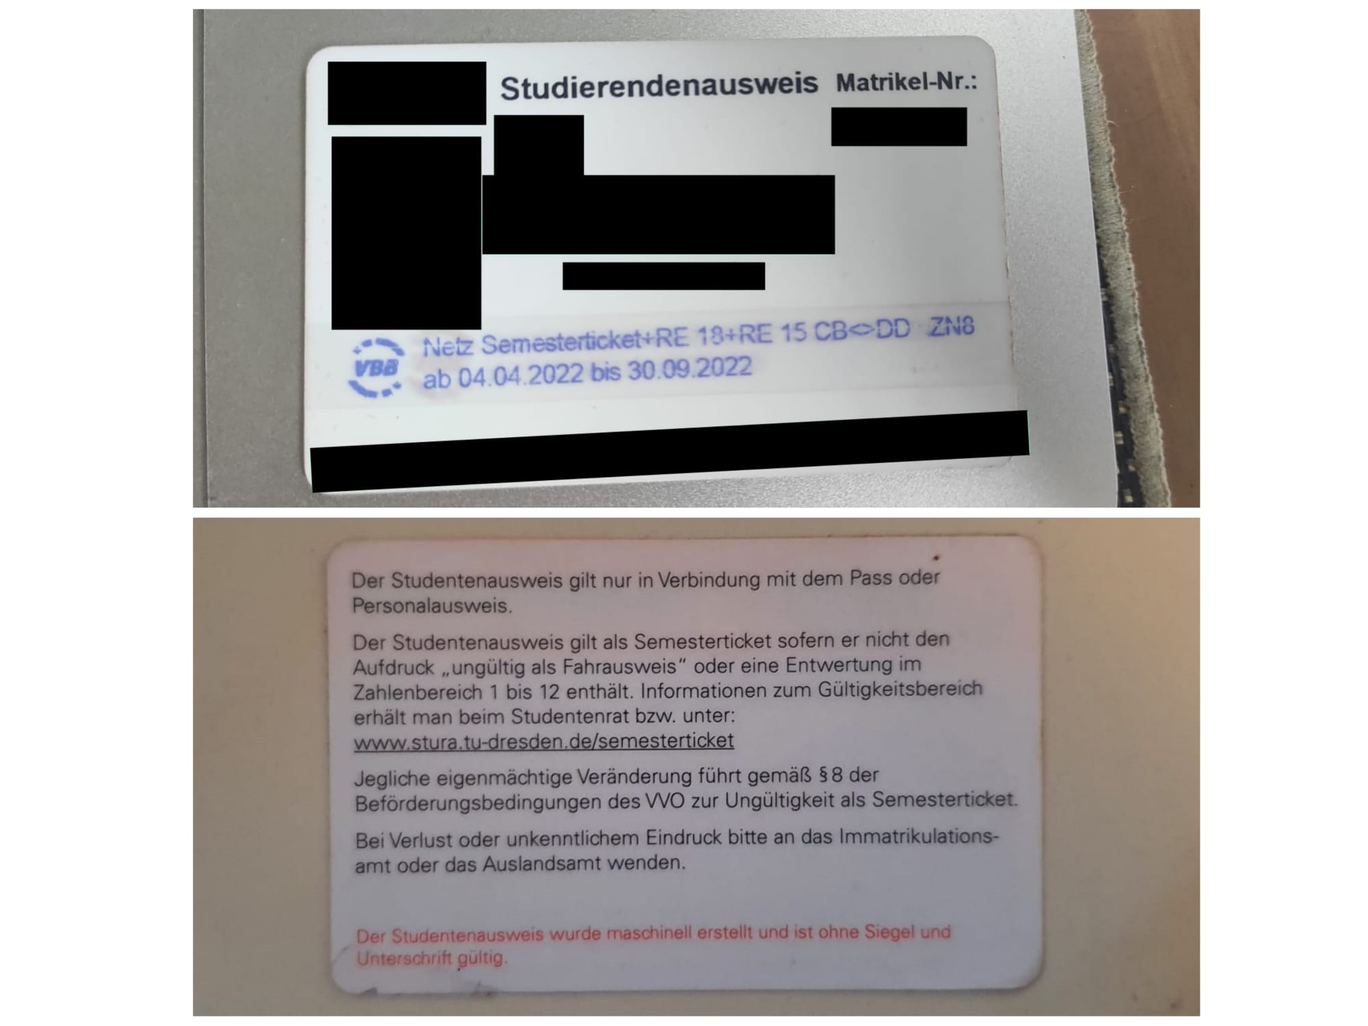 Studierendenausweis Matrikel-Nr.:
VBB
Netz Semesterticket+RE 18+RE 15 CB<>DD ZN8
ab 04.04.2022 bis 30.09.2022
Der Studentenausweis gilt nur in Verbindung mit dem Pass oder
Personalausweis.
Der Studentenausweis gilt als Semesterticket sofern er nicht den
Aufdruck „ungültig als Fahrausweis“ oder eine Entwertung im
Zahlenbereich 1 bis 12 enthält. Informationen zum Gültigkeitsbereich
erhält man beim Studentenrat bzw. unter:
www.stura.tu-dresden.de/semesterticket
Jegliche eigenmächtige Veränderung führt gemäß § 8 der
Beförderungsbedingungen des VVO zur Ungültigkeit als Semesterticket.
Bei Verlust oder unkenntlichem Eindruck bitte an das Immatrikulations-
amt oder das Auslandsamt wenden.
Der Studentenausweis wurde maschinell erstellt und ist ohne Siegel und
Unterschrift gültig.